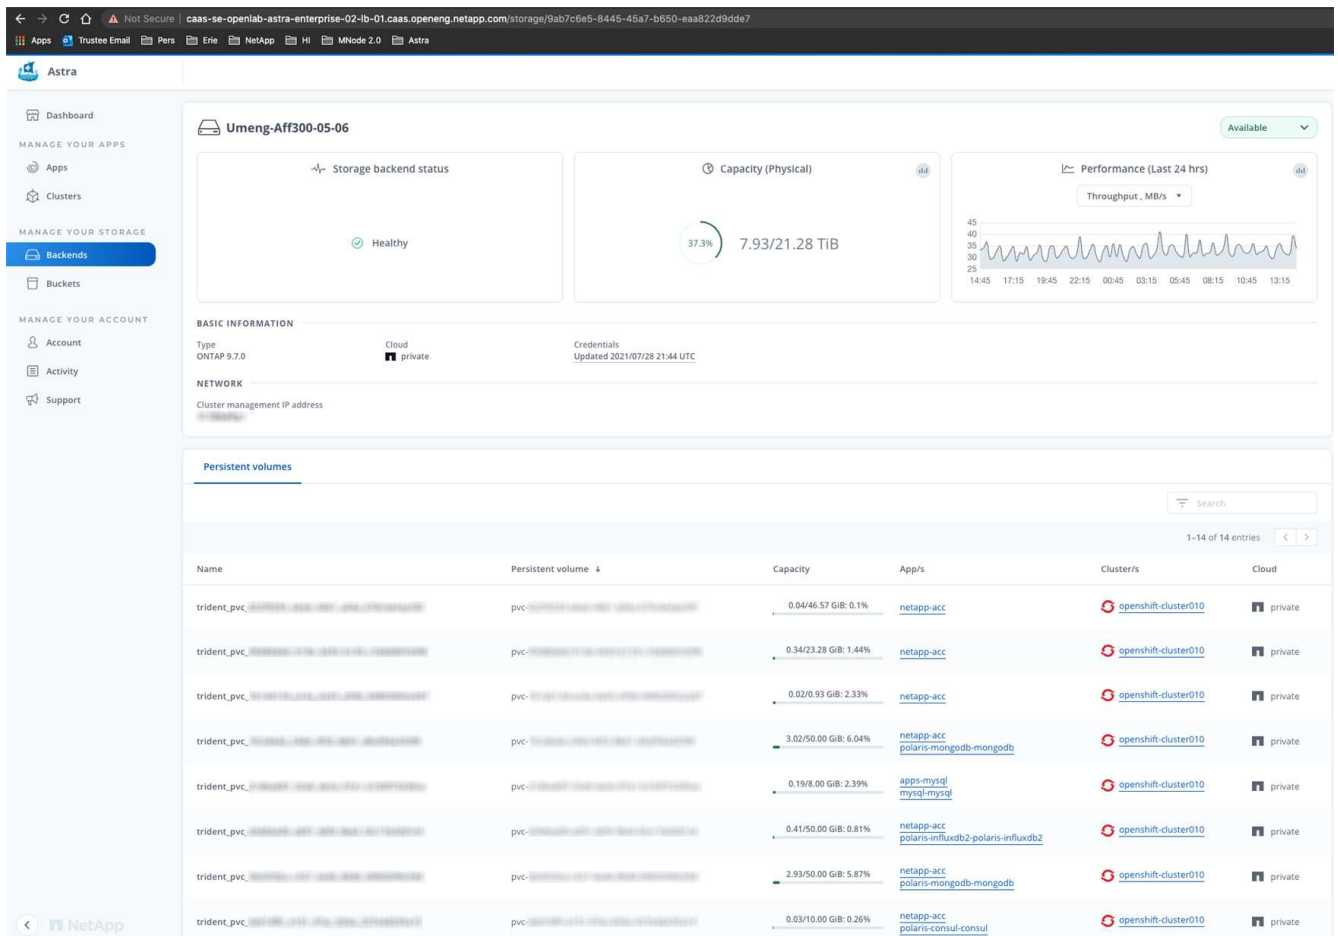 Not Secure | caas-se-openlab-astra-enterprise-02-lb-01.caas.openeng.netapp.com/storage/9ab7c6e5-8445-45a7-b650-eaa822d9dde7
Apps Trustee Email Pers Erie NetApp HI MNode 2.0 Astra
Astra
Dashboard
MANAGE YOUR APPS
Apps
Clusters
MANAGE YOUR STORAGE
Backends
Buckets
MANAGE YOUR ACCOUNT
Account
Activity
Support
NetApp
Umeng-Aff300-05-06
Available
Storage backend status
Healthy
Capacity (Physical)
37.3%
7.93/21.28 TiB
Performance (Last 24 hrs)
Throughput , MB/s
45
40
35
30
25
14:45 17:15 19:45 22:15 00:45 03:15 05:45 08:15 10:45 13:15
BASIC INFORMATION
Type Cloud Credentials
ONTAP 9.7.0 private Updated 2021/07/28 21:44 UTC
NETWORK
Cluster management IP address
Persistent volumes
Search
1–14 of 14 entries
Name Persistent volume Capacity App/s Cluster/s Cloud
trident_pvc_ pvc- 0.04/46.57 GiB: 0.1% netapp-acc openshift-cluster010 private
trident_pvc_ pvc- 0.34/23.28 GiB: 1.44% netapp-acc openshift-cluster010 private
trident_pvc_ pvc- 0.02/0.93 GiB: 2.33% netapp-acc openshift-cluster010 private
trident_pvc_ pvc- 3.02/50.00 GiB: 6.04% netapp-acc openshift-cluster010 private
polaris-mongodb-mongodb
trident_pvc_ pvc- 0.19/8.00 GiB: 2.39% apps-mysql openshift-cluster010 private
mysql-mysql
trident_pvc_ pvc- 0.41/50.00 GiB: 0.81% netapp-acc openshift-cluster010 private
polaris-influxdb2-polaris-influxdb2
trident_pvc_ pvc- 2.93/50.00 GiB: 5.87% netapp-acc openshift-cluster010 private
polaris-mongodb-mongodb
trident_pvc_ pvc- 0.03/10.00 GiB: 0.26% netapp-acc openshift-cluster010 private
polaris-consul-consul